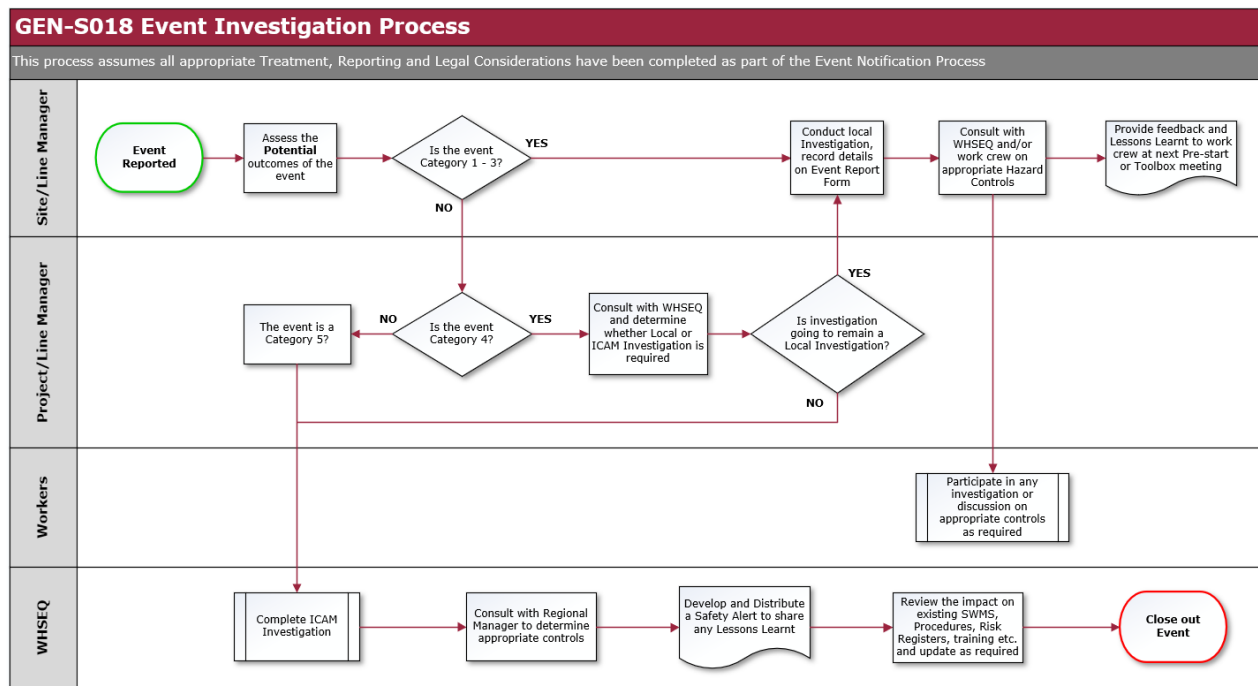 GEN-S018 Event Investigation Process
This process assumes all appropriate Treatment, Reporting and Legal Considerations have been completed as part of the Event Notification Process
Site/Line Manager
Event
Reported
Assess the
Potential
outcomes of the
event
Is the event
Category 1 - 3?
YES
NO
Conduct local
Investigation,
record details
on Event Report
Form
Consult with
WHSEQ and/or
work crew on
appropriate Hazard
Controls
Provide feedback and
Lessons Learnt to work
crew at next Pre-start
or Toolbox meeting
Project/Line Manager
The event is a
Category 5?
NO
Is the event
Category 4?
YES
Consult with WHSEQ
and determine
whether Local or
ICAM Investigation is
required
Is investigation
going to remain a
Local Investigation?
YES
NO
Workers
Participate in any
investigation or
discussion on
appropriate controls
as required
WHSEQ
Complete ICAM
Investigation
Consult with Regional
Manager to determine
appropriate controls
Develop and Distribute
a Safety Alert to share
any Lessons Learnt
Review the impact on
existing SWMS,
Procedures, Risk
Registers, training etc.
and update as required
Close out
Event